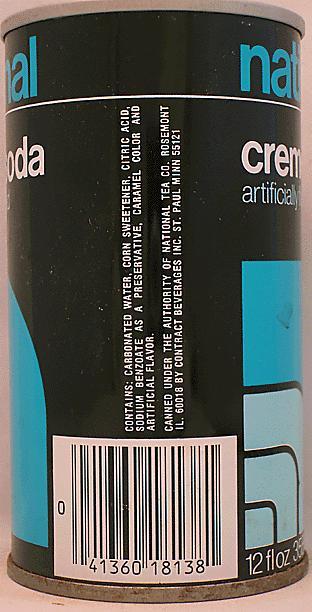 nal
nat
oda
crem
artificially
CONTAINS: CARBONATED WATER, CORN SWEETENER, CITRIC ACID,
SODIUM BENZOATE AS A PRESERVATIVE, CARAMEL COLOR AND
ARTIFICIAL FLAVOR.
CANNED UNDER THE AUTHORITY OF NATIONAL TEA CO. ROSEMONT
IL. 60018 BY CONTRACT BEVERAGES INC. ST. PAUL, MINN 55121
0
41360 18138
12 fl oz 35